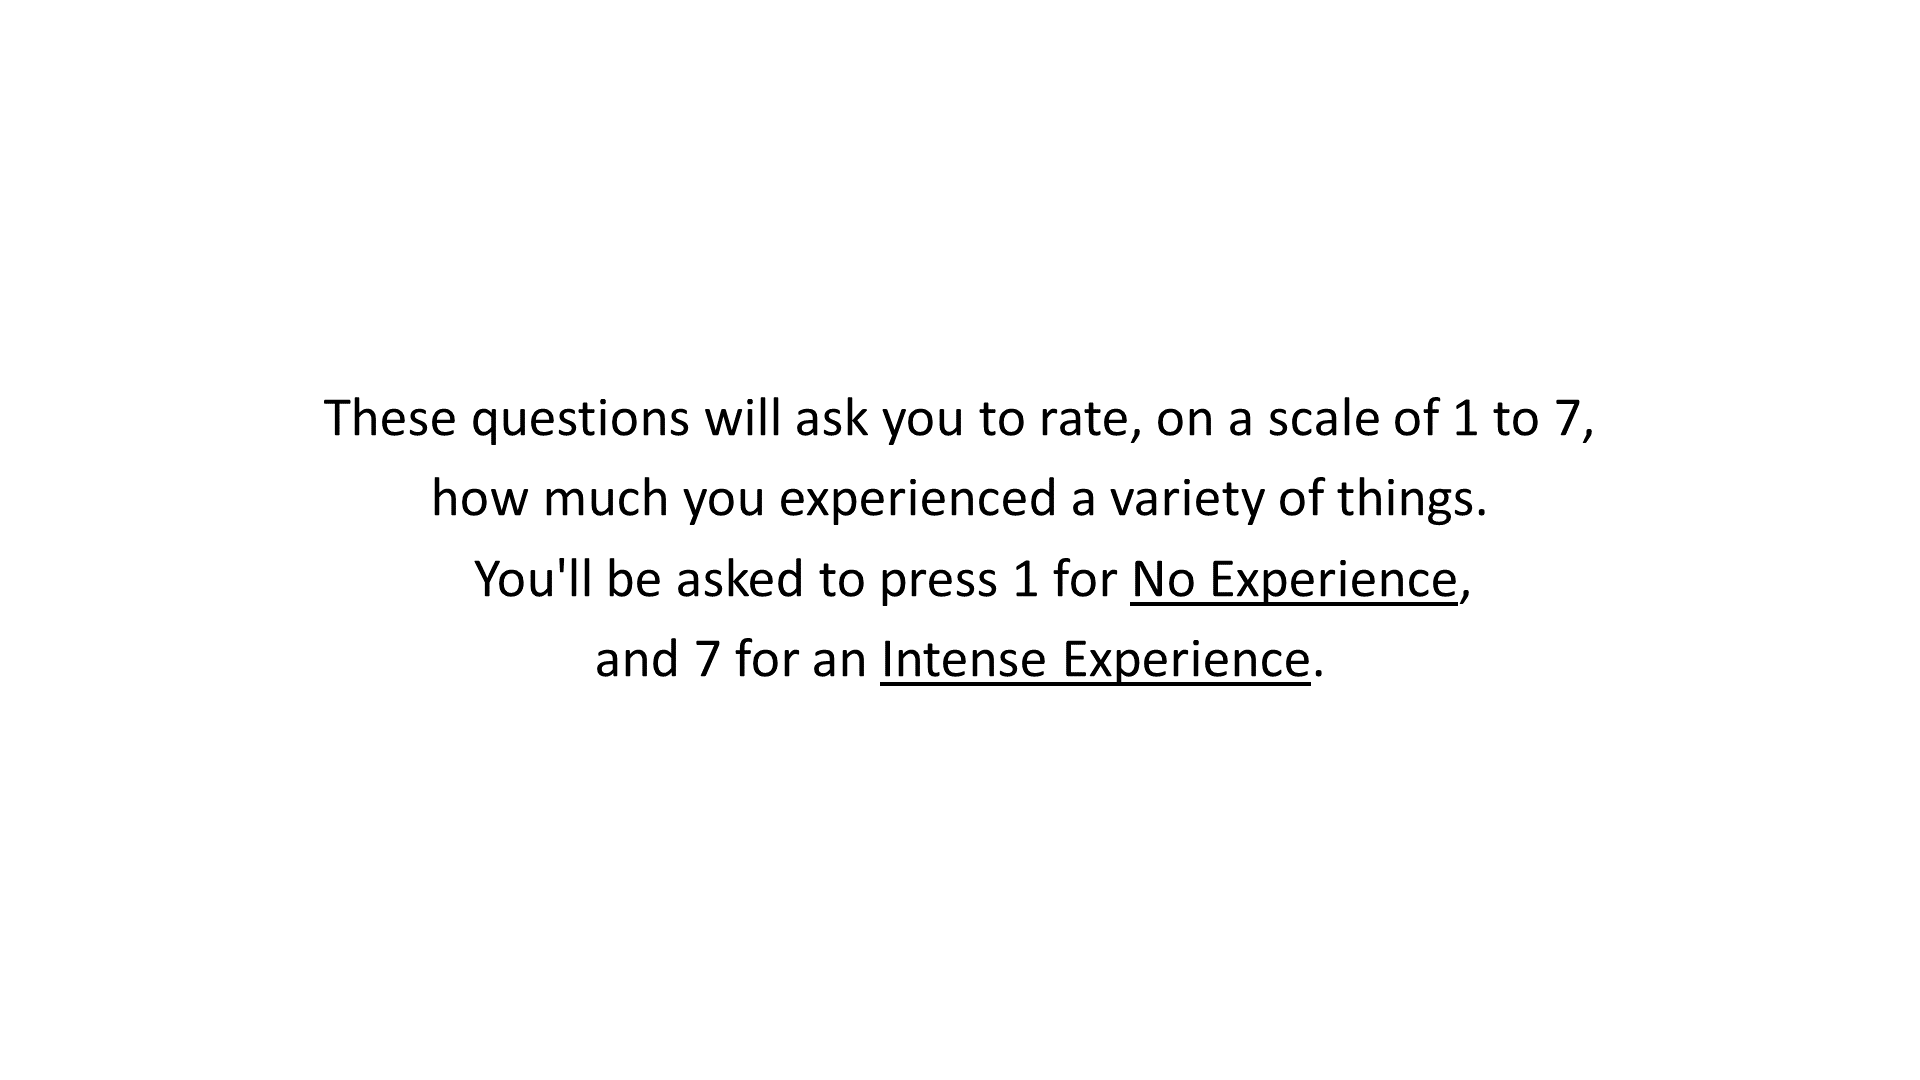 These questions will ask you to rate, on a scale of 1 to 7,
how much you experienced a variety of things.
You'll be asked to press 1 for No Experience,
and 7 for an Intense Experience.